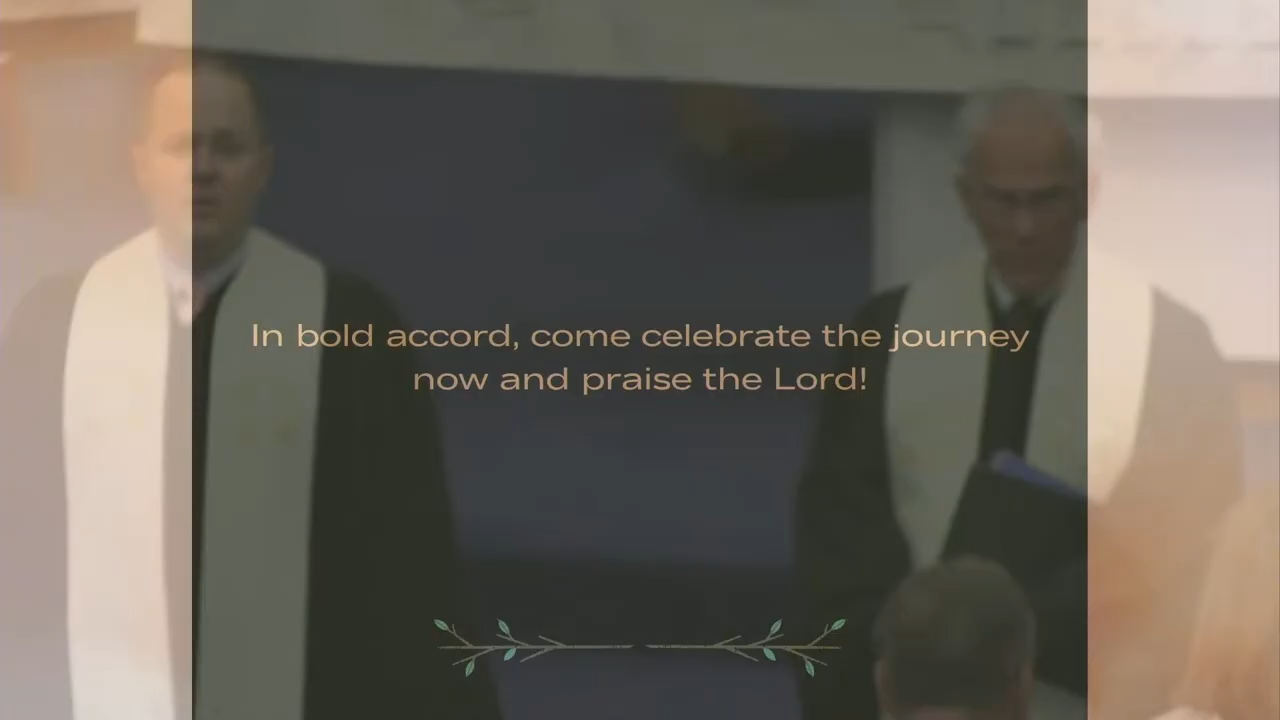 In bold accord, come celebrate the journey
now and praise the Lord!